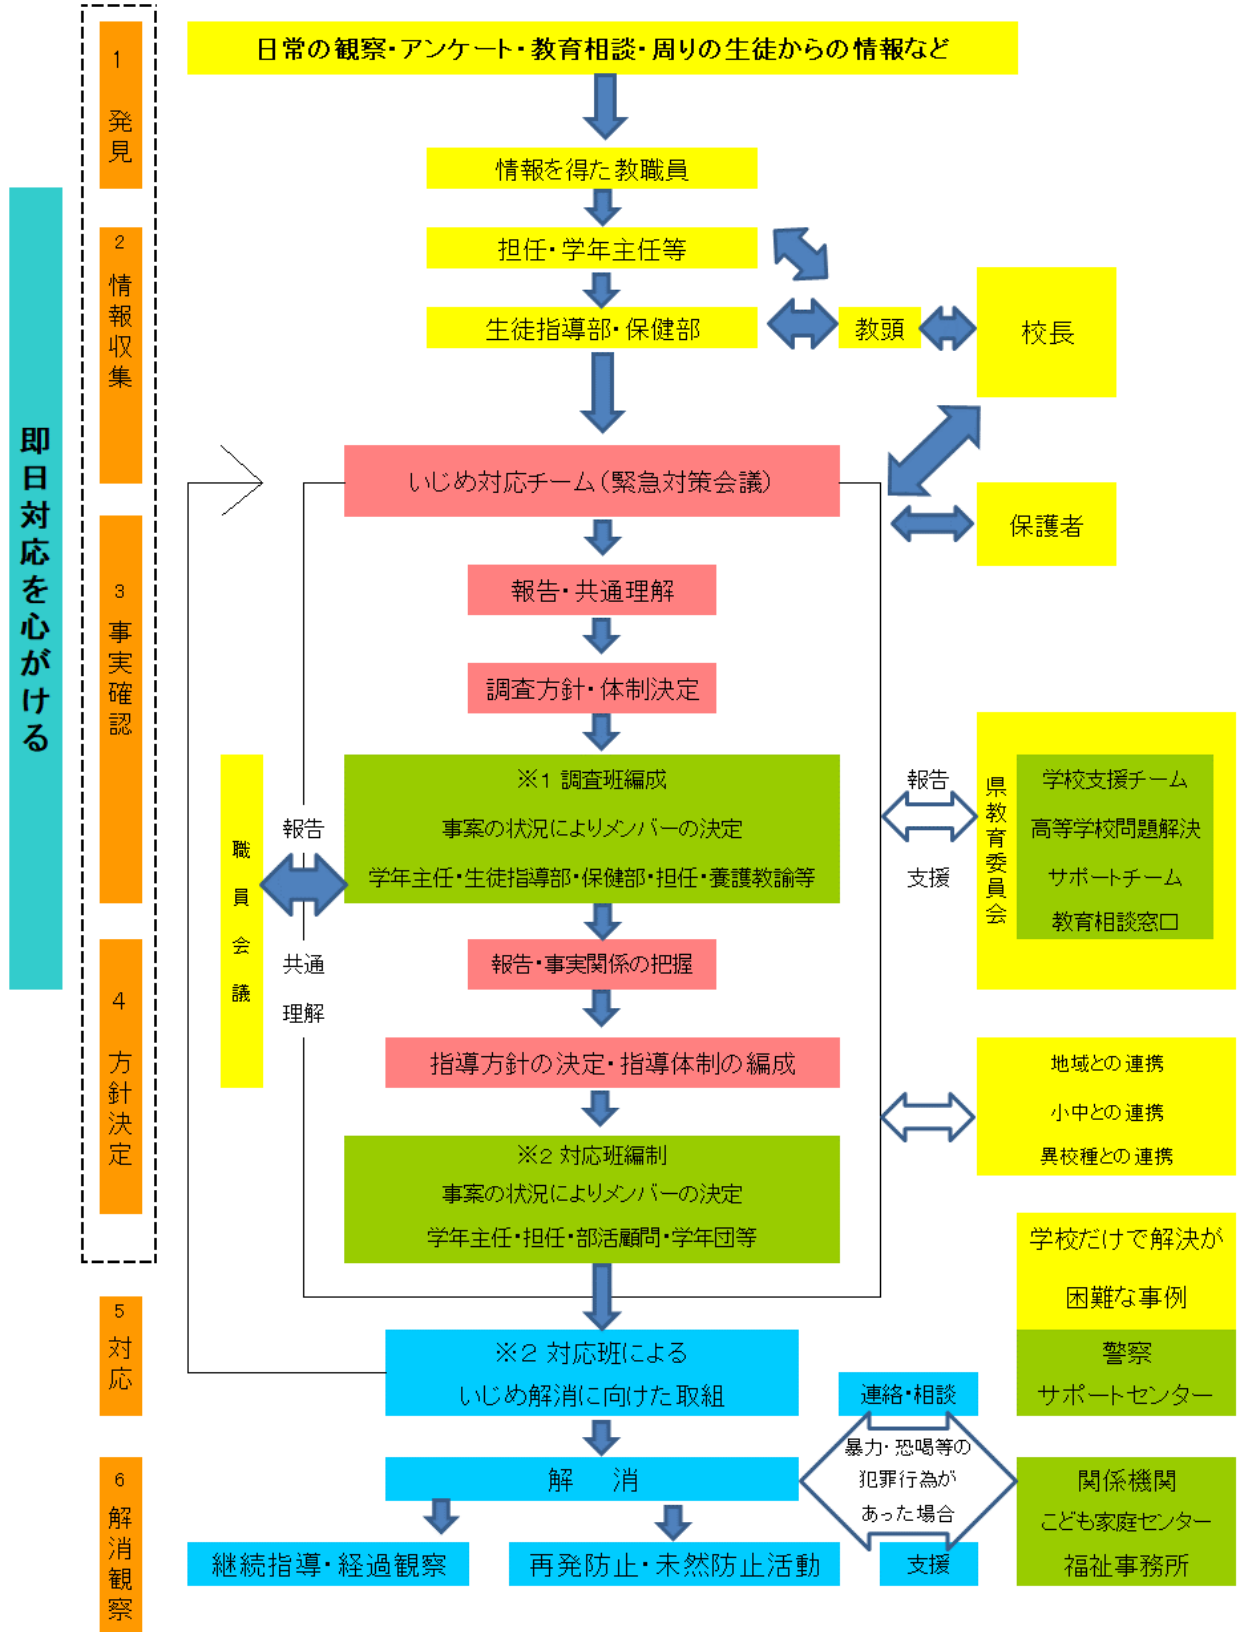 即日対応を心がける
1 発見
2 情報収集
3 事実確認
4 方針決定
5 対応
6 解消観察
日常の観察・アンケート・教育相談・周りの生徒からの情報など
情報を得た教職員
担任・学年主任等
生徒指導部・保健部
教頭
校長
いじめ対応チーム（緊急対策会議）
保護者
報告・共通理解
調査方針・体制決定
※1 調査班編成
事案の状況によりメンバーの決定
学年主任・生徒指導部・保健部・担任・養護教諭等
職員会議
報告
共通
理解
報告
支援
県教育委員会
学校支援チーム
高等学校問題解決
サポートチーム
教育相談窓口
報告・事実関係の把握
指導方針の決定・指導体制の編成
地域との連携
小中との連携
異校種との連携
※2 対応班編制
事案の状況によりメンバーの決定
学年主任・担任・部活顧問・学年団等
学校だけで解決が
困難な事例
警察
サポートセンター
※2 対応班による
いじめ解消に向けた取組
連絡・相談
暴力・恐喝等の
犯罪行為が
あった場合
支援
解　消
関係機関
こども家庭センター
福祉事務所
継続指導・経過観察
再発防止・未然防止活動